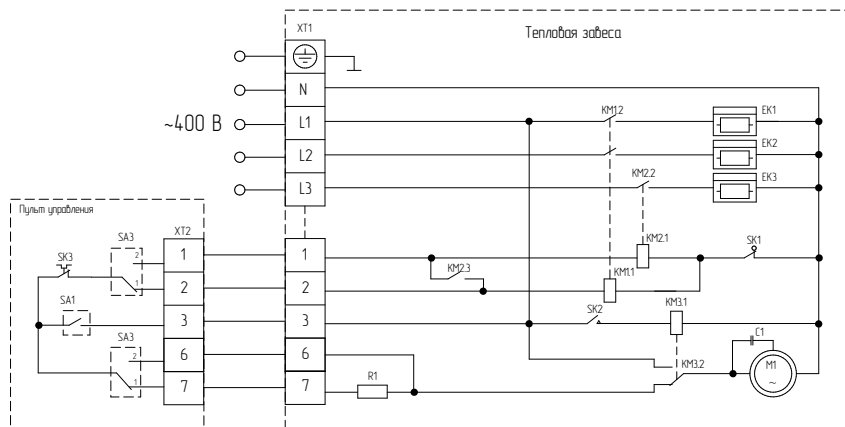 XT1
Тепловая завеса
N
~400 В
L1
KM1.2
EK1
L2
EK2
L3
KM2.2
EK3
Пульт управления
XT2
SA3
2
1
SK3
1
1
KM2.1
SK1
2
2
KM2.3
KM1.1
SA1
3
3
SK2
KM3.1
SA3
2
1
6
6
C1
M1
~
7
7
R1
KM3.2